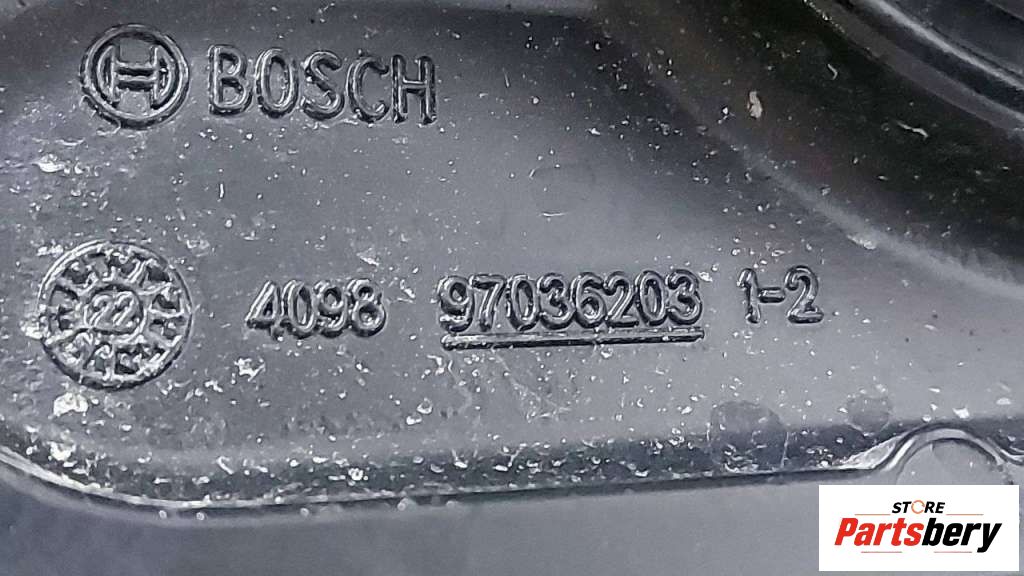 BOSCH
22
4098 97036203 1-2
STORE
Partsbery